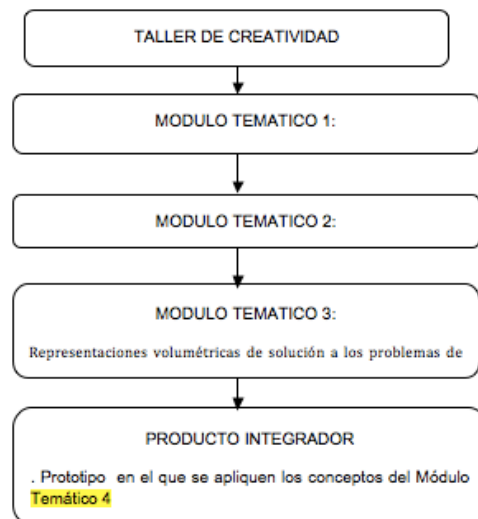 TALLER DE CREATIVIDAD
MODULO TEMATICO 1:
MODULO TEMATICO 2:
MODULO TEMATICO 3:
Representaciones volumétricas de solución a los problemas de
PRODUCTO INTEGRADOR
. Prototipo en el que se apliquen los conceptos del Módulo
Temático 4